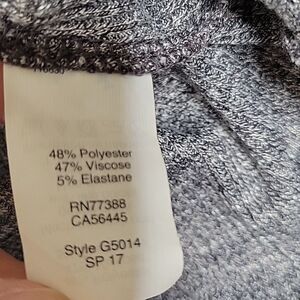 48% Polyester
47% Viscose
5% Elastane
RN77388
CA56445
Style G5014
SP 17